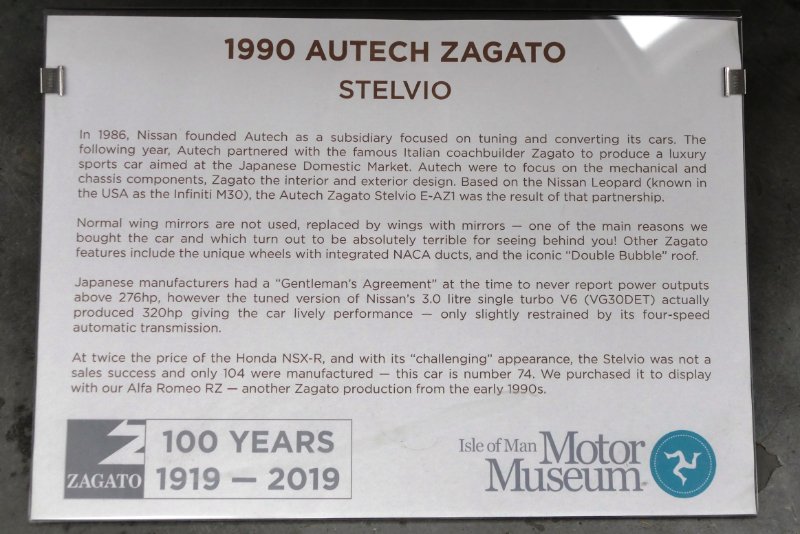 1990 AUTECH ZAGATO
STELVIO
In 1986, Nissan founded Autech as a subsidiary focused on tuning and converting its cars. The
following year, Autech partnered with the famous Italian coachbuilder Zagato to produce a luxury
sports car aimed at the Japanese Domestic Market. Autech were to focus on the mechanical and
chassis components, Zagato the interior and exterior design. Based on the Nissan Leopard (known in
the USA as the Infiniti M30), the Autech Zagato Stelvio E-AZ1 was the result of that partnership.
Normal wing mirrors are not used, replaced by wings with mirrors — one of the main reasons we
bought the car and which turn out to be absolutely terrible for seeing behind you! Other Zagato
features include the unique wheels with integrated NACA ducts, and the iconic "Double Bubble" roof.
Japanese manufacturers had a "Gentleman's Agreement" at the time to never report power outputs
above 276hp, however the tuned version of Nissan's 3.0 litre single turbo V6 (VG30DET) actually
produced 320hp giving the car lively performance — only slightly restrained by its four-speed
automatic transmission.
At twice the price of the Honda NSX-R, and with its "challenging" appearance, the Stelvio was not a
sales success and only 104 were manufactured — this car is number 74. We purchased it to display
with our Alfa Romeo RZ — another Zagato production from the early 1990s.
ZAGATO
100 YEARS
1919 — 2019
Isle of Man Motor
Museum